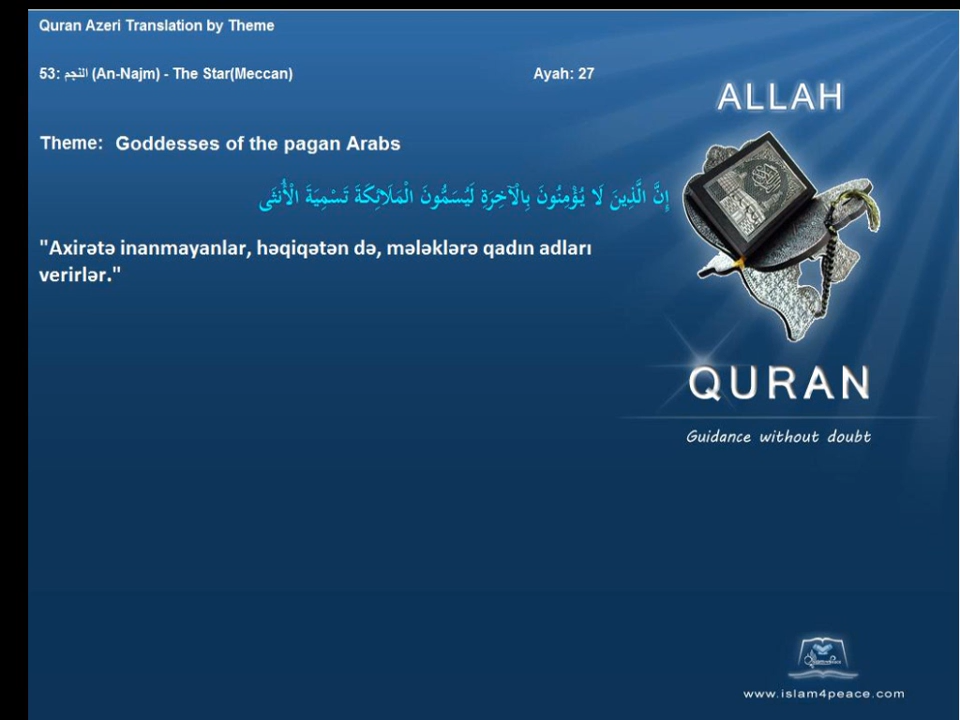 Quran Azeri Translation by Theme
53: النجم (An-Najm) - The Star(Meccan) Ayah: 27
Theme: Goddesses of the pagan Arabs
إِنَّ الَّذِينَ لَا يُؤْمِنُونَ بِالْآخِرَةِ لَيُسَمُّونَ الْمَلَائِكَةَ تَسْمِيَةَ الْأُنثَى
"Axirətə inanmayanlar, həqiqətən də, mələklərə qadın adları
verirlər."
ALLAH
QURAN
Guidance without doubt
www.islam4peace.com